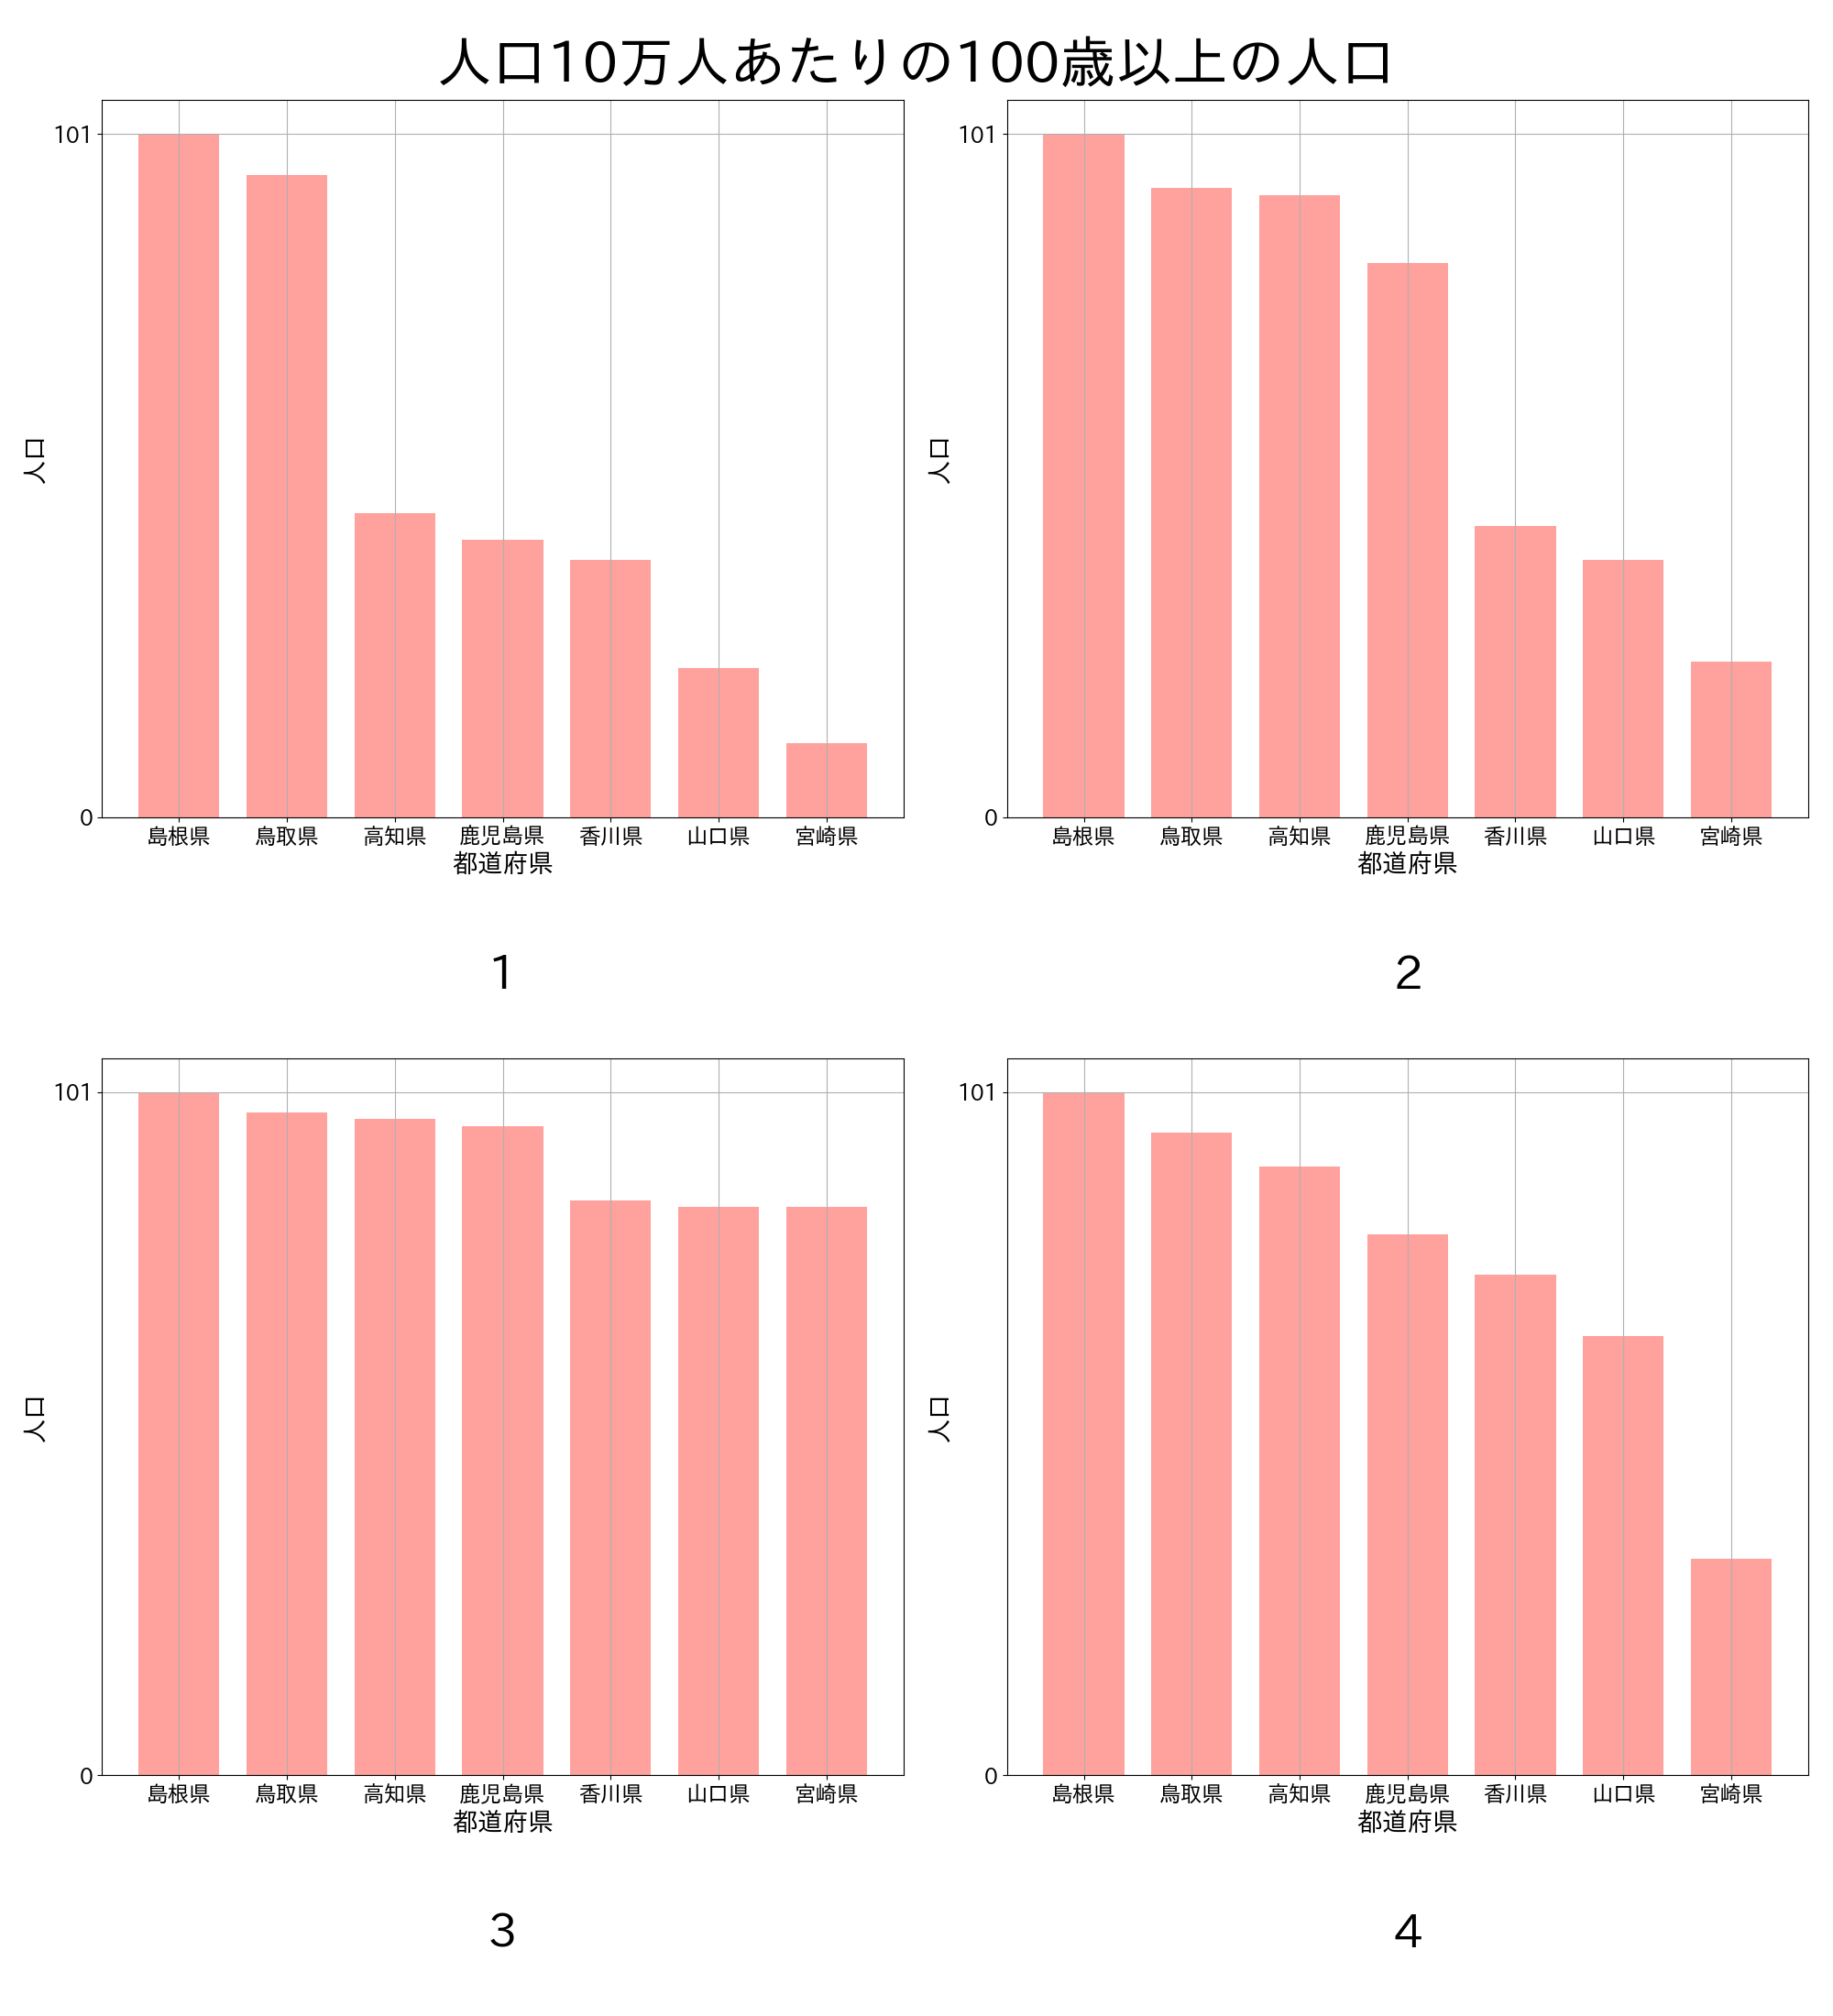 人口10万人あたりの100歳以上の人口
101
人口
0
島根県 鳥取県 高知県 鹿児島県 香川県 山口県 宮崎県
都道府県
1
101
人口
0
島根県 鳥取県 高知県 鹿児島県 香川県 山口県 宮崎県
都道府県
2
101
人口
0
島根県 鳥取県 高知県 鹿児島県 香川県 山口県 宮崎県
都道府県
3
101
人口
0
島根県 鳥取県 高知県 鹿児島県 香川県 山口県 宮崎県
都道府県
4